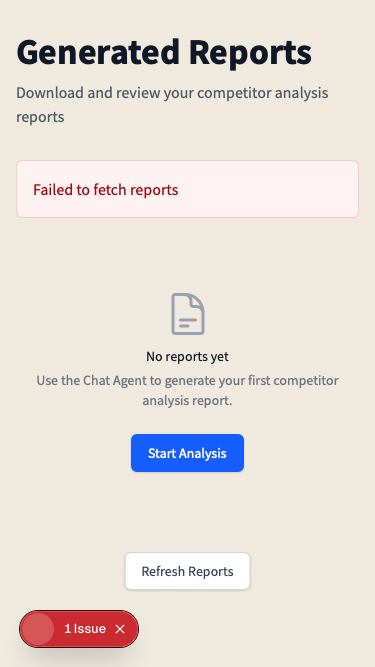 Generated Reports
Download and review your competitor analysis
reports
Failed to fetch reports
No reports yet
Use the Chat Agent to generate your first competitor
analysis report.
Start Analysis
Refresh Reports
1 Issue